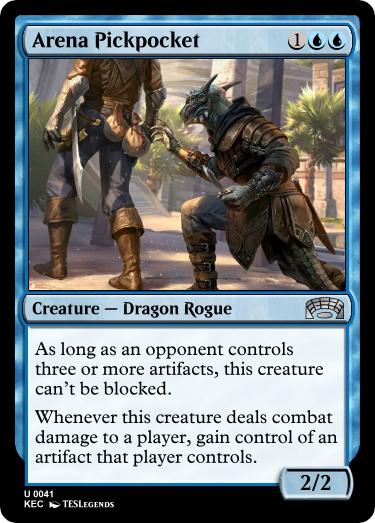 Arena Pickpocket 1
Creature — Dragon Rogue
As long as an opponent controls
three or more artifacts, this creature
can't be blocked.
Whenever this creature deals combat
damage to a player, gain control of an
artifact that player controls.
2/2
U 0041
KEC TESLegends